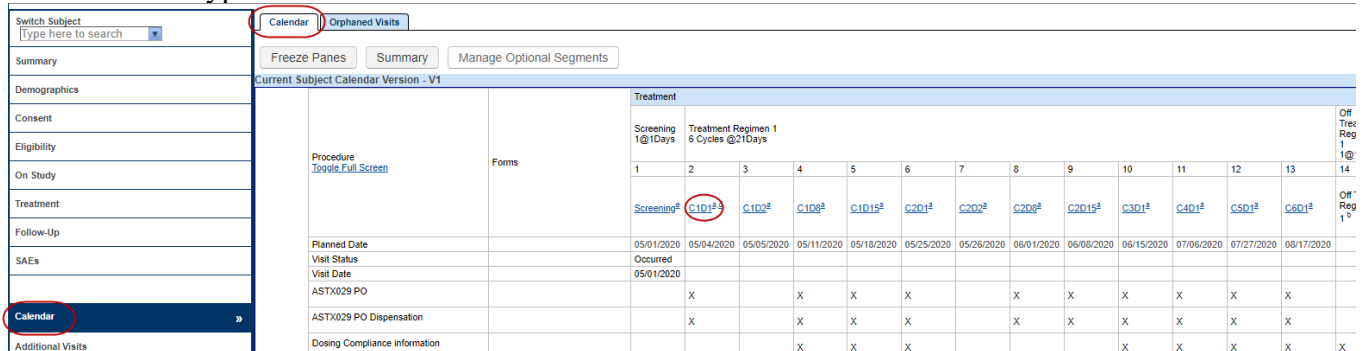 Switch Subject
Type here to search
Summary
Demographics
Consent
Eligibility
On Study
Treatment
Follow-Up
SAEs
Calendar »
Additional Visits
Calendar Orphaned Visits
Freeze Panes Summary Manage Optional Segments
Current Subject Calendar Version - V1
Procedure
Toggle Full Screen
Forms
Treatment
Screening
1@1Days
Treatment Regimen 1
6 Cycles @21Days
Off
1
1@
1 2 3 4 5 6 7 8 9 10 11 12 13 14
Screening a C1D1 a, c C1D2 a C1D8 a C1D15 a C2D1 a C2D2 a C2D8 a C2D15 a C3D1 a C4D1 a C5D1 a C6D1 a
Off
1 b
Planned Date 05/01/2020 05/04/2020 05/05/2020 05/11/2020 05/18/2020 05/25/2020 05/26/2020 06/01/2020 06/08/2020 06/15/2020 07/06/2020 07/27/2020 08/17/2020
Visit Status Occurred
Visit Date 05/01/2020
ASTX029 PO X X X X X X X X X X
ASTX029 PO Dispensation X X X X X X X X X X
Dosing Compliance information X X X X X X X X